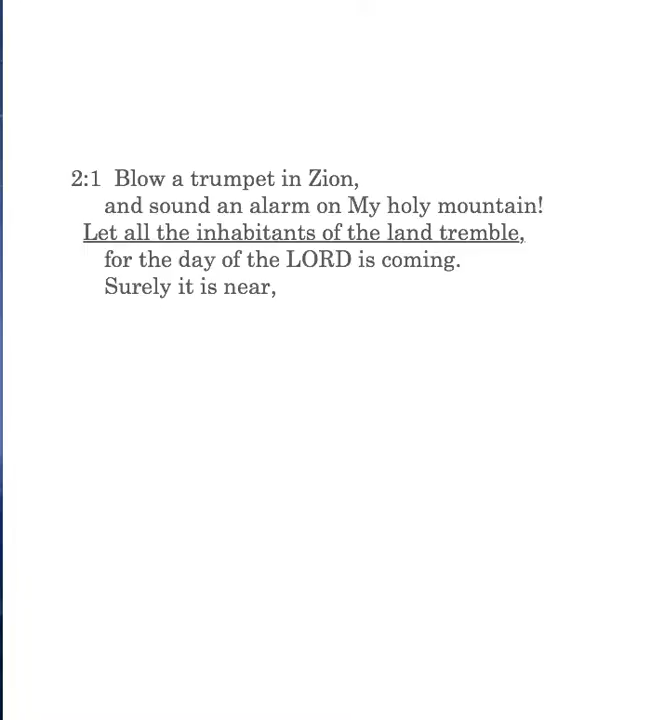 2:1 Blow a trumpet in Zion,
and sound an alarm on My holy mountain!
Let all the inhabitants of the land tremble,
for the day of the LORD is coming.
Surely it is near,